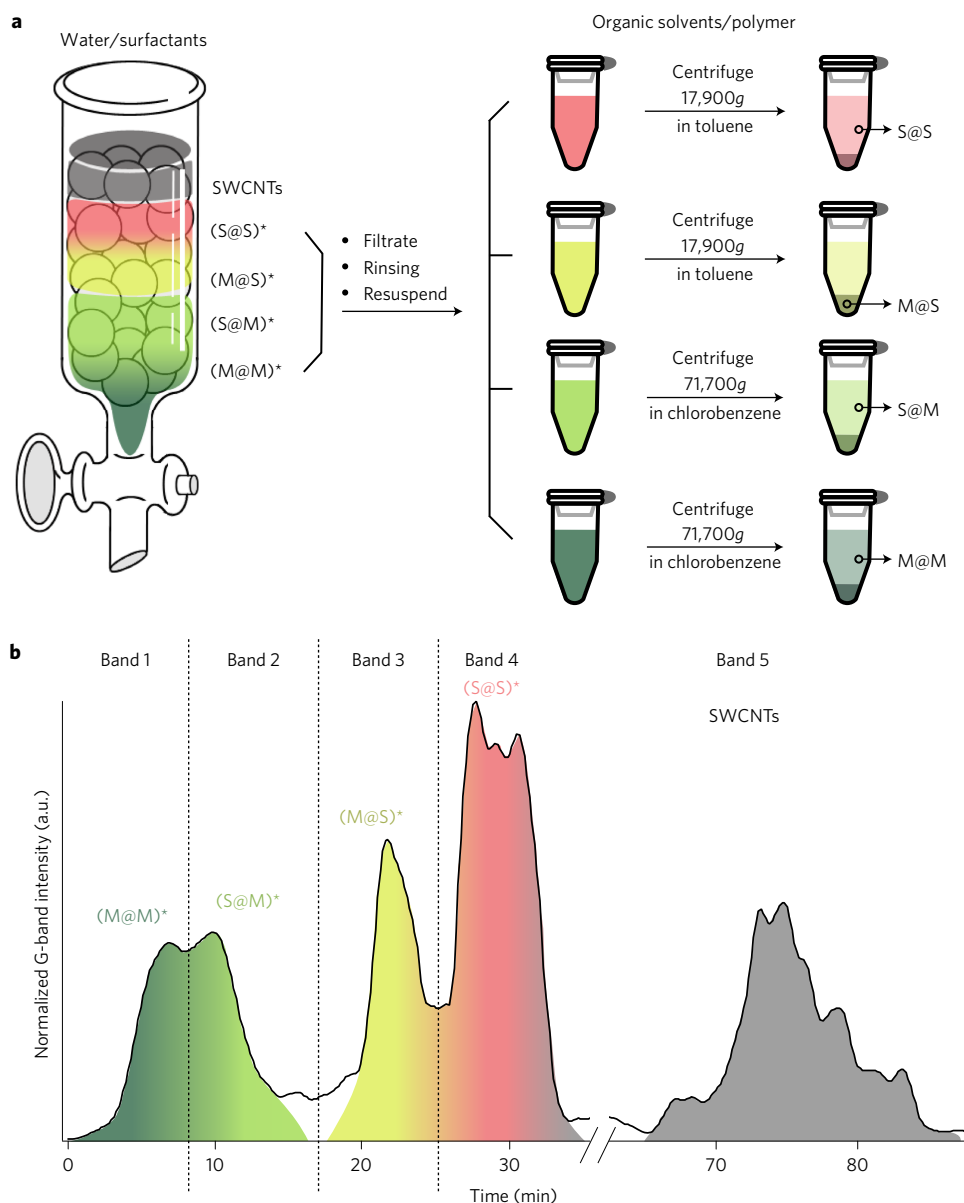 a
Water/surfactants
Organic solvents/polymer
SWCNTs
(S@S)*
(M@S)*
(S@M)*
(M@M)*
• Filtrate
• Rinsing
• Resuspend
Centrifuge
17,900g
in toluene
S@S
Centrifuge
17,900g
in toluene
M@S
Centrifuge
71,700g
in chlorobenzene
S@M
Centrifuge
71,700g
in chlorobenzene
M@M
b
Band 1 Band 2 Band 3 Band 4 Band 5
(S@S)*
SWCNTs
(M@S)*
(S@M)*
(M@M)*
Normalized G-band intensity (a.u.)
0 10 20 30 70 80
Time (min)